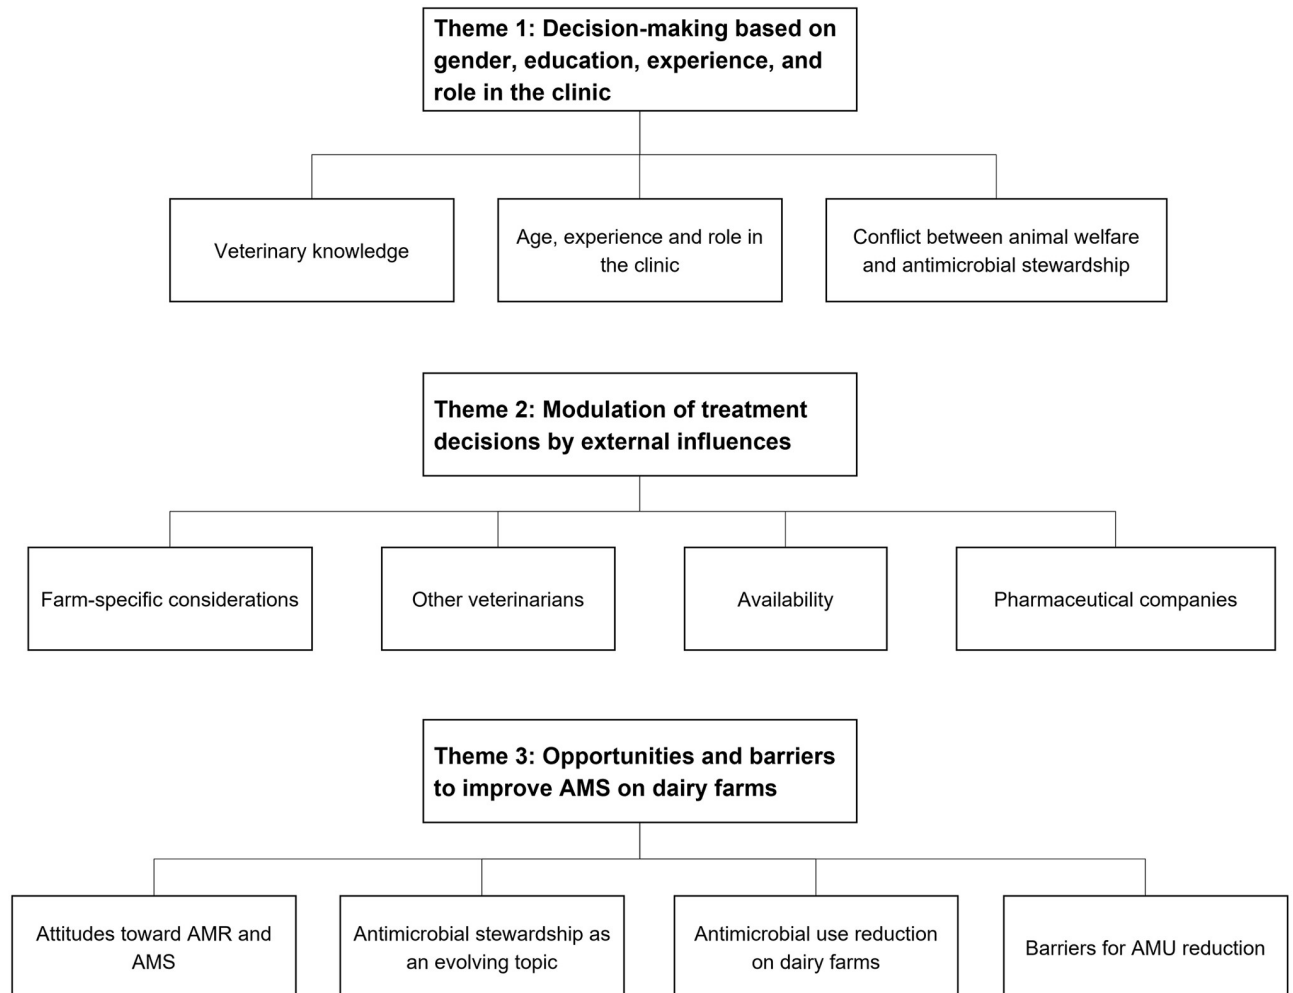 Theme 1: Decision-making based on
gender, education, experience, and
role in the clinic
Veterinary knowledge
Age, experience and role in
the clinic
Conflict between animal welfare
and antimicrobial stewardship
Theme 2: Modulation of treatment
decisions by external influences
Farm-specific considerations
Other veterinarians
Availability
Pharmaceutical companies
Theme 3: Opportunities and barriers
to improve AMS on dairy farms
Attitudes toward AMR and
AMS
Antimicrobial stewardship as
an evolving topic
Antimicrobial use reduction
on dairy farms
Barriers for AMU reduction